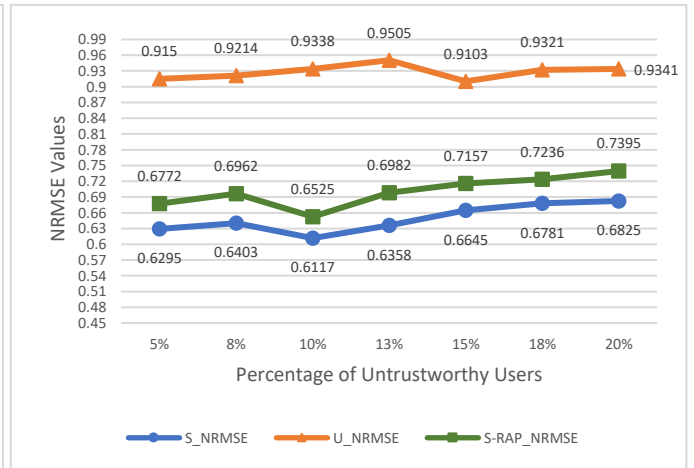 NRMSE Values
0.99
0.96
0.93
0.9
0.87
0.84
0.81
0.78
0.75
0.72
0.69
0.66
0.63
0.6
0.57
0.54
0.51
0.48
0.45
0.915 0.9214 0.9338 0.9505 0.9103 0.9321 0.9341
0.6772 0.6962 0.6525 0.6982 0.7157 0.7236 0.7395
0.6295 0.6403 0.6117 0.6358 0.6645 0.6781 0.6825
5% 8% 10% 13% 15% 18% 20%
Percentage of Untrustworthy Users
S_NRMSE U_NRMSE S-RAP_NRMSE